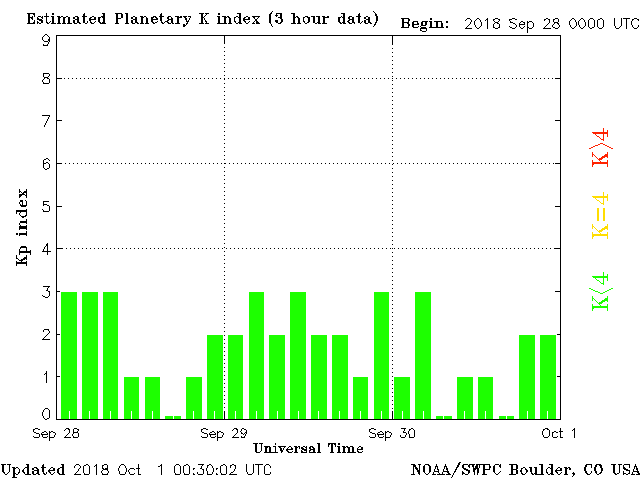 Estimated Planetary K index (3 hour data)
Begin: 2018 Sep 28 0000 UTC
9
8
7
6
5
4
3
2
1
0
Kp index
K>4
K=4
K<4
Sep 28
Sep 29
Sep 30
Oct 1
Universal Time
Updated 2018 Oct 1 00:30:02 UTC
NOAA/SWPC Boulder, CO USA